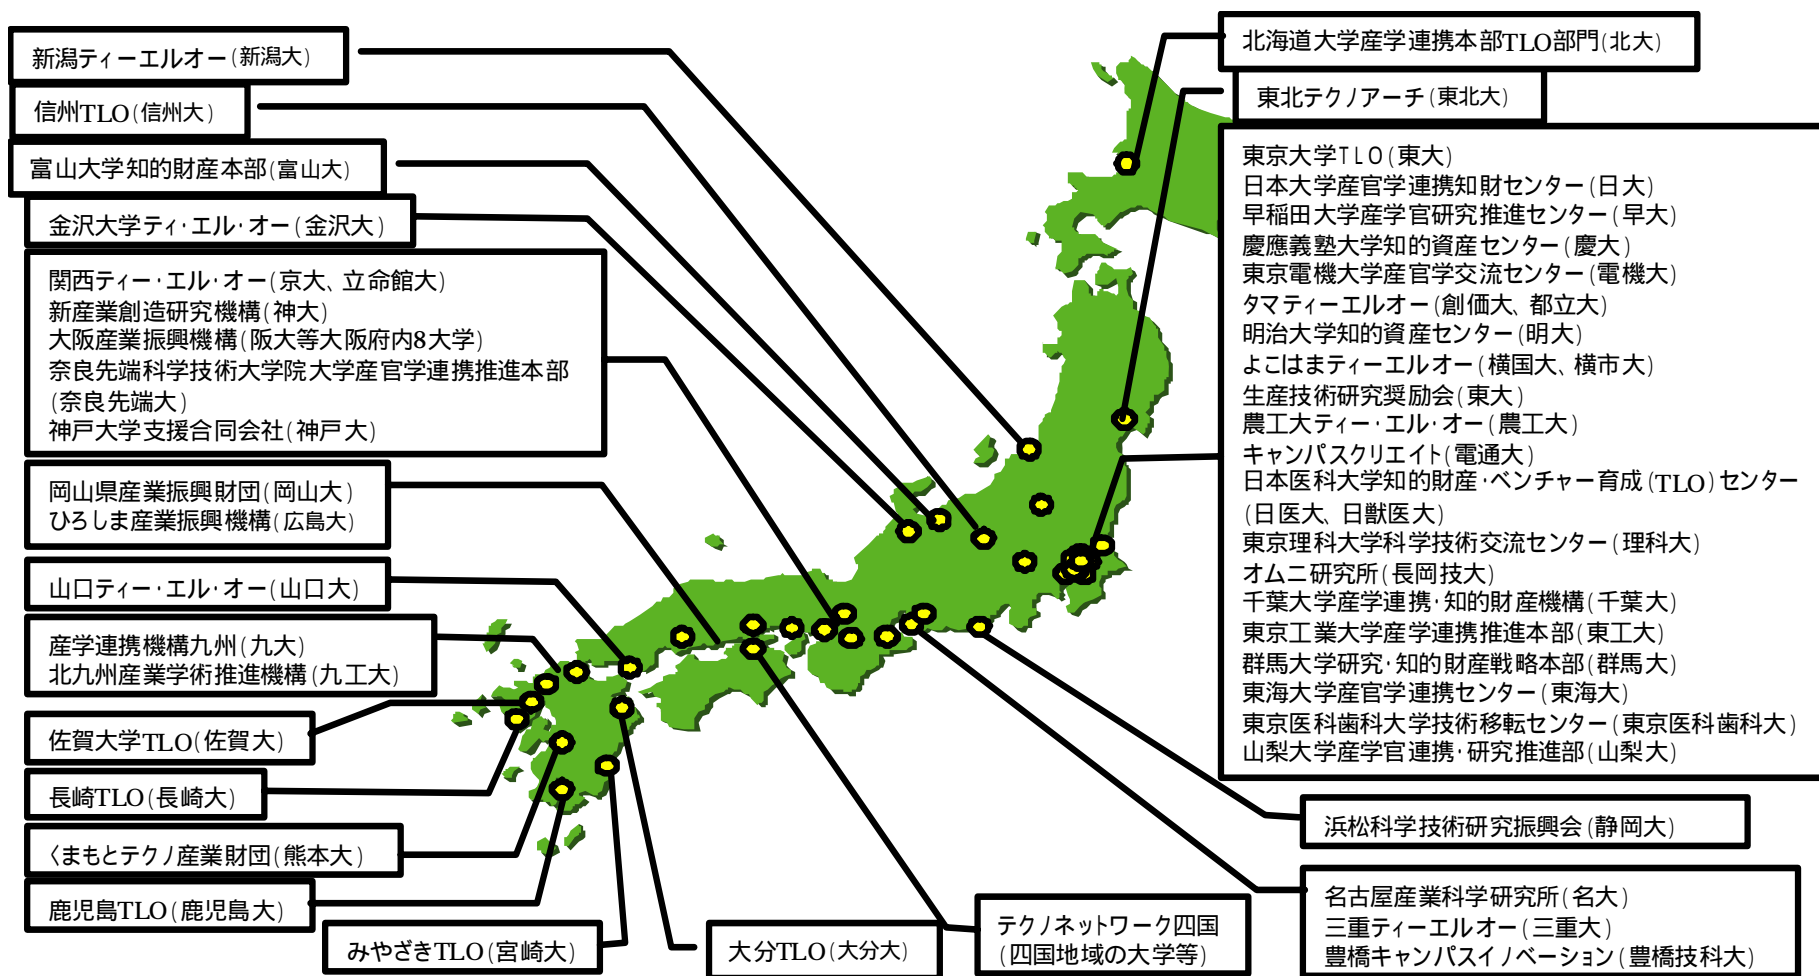 新潟ティーエルオー(新潟大)
信州TLO(信州大)
富山大学知的財産本部(富山大)
金沢大学ティ・エル・オー(金沢大)
関西ティー・エル・オー(京大、立命館大)
新産業創造研究機構(神大)
大阪産業振興機構(阪大等大阪府内8大学)
奈良先端科学技術大学院大学産官学連携推進本部
(奈良先端大)
神戸大学支援合同会社(神戸大)
岡山県産業振興財団(岡山大)
ひろしま産業振興機構(広島大)
山口ティー・エル・オー(山口大)
産学連携機構九州(九大)
北九州産業学術推進機構(九工大)
佐賀大学TLO(佐賀大)
長崎TLO(長崎大)
くまもとテクノ産業財団(熊本大)
鹿児島TLO(鹿児島大)
みやざきTLO(宮崎大)
大分TLO(大分大)
テクノネットワーク四国
(四国地域の大学等)
北海道大学産学連携本部TLO部門(北大)
東北テクノアーチ(東北大)
東京大学TLO(東大)
日本大学産官学連携知財センター(日大)
早稲田大学産学官研究推進センター(早大)
慶應義塾大学知的資産センター(慶大)
東京電機大学産官学交流センター(電機大)
タマティーエルオー(創価大、都立大)
明治大学知的資産センター(明大)
よこはまティーエルオー(横国大、横市大)
生産技術研究奨励会(東大)
農工大ティー・エル・オー(農工大)
キャンパスクリエイト(電通大)
日本医科大学知的財産・ベンチャー育成(TLO)センター
(日医大、日獣医大)
東京理科大学科学技術交流センター(理科大)
オムニ研究所(長岡技大)
千葉大学産学連携・知的財産機構(千葉大)
東京工業大学産学連携推進本部(東工大)
群馬大学研究・知的財産戦略本部(群馬大)
東海大学産官学連携センター(東海大)
東京医科歯科大学技術移転センター(東京医科歯科大)
山梨大学産学官連携・研究推進部(山梨大)
浜松科学技術研究振興会(静岡大)
名古屋産業科学研究所(名大)
三重ティーエルオー(三重大)
豊橋キャンパスイノベーション(豊橋技科大)